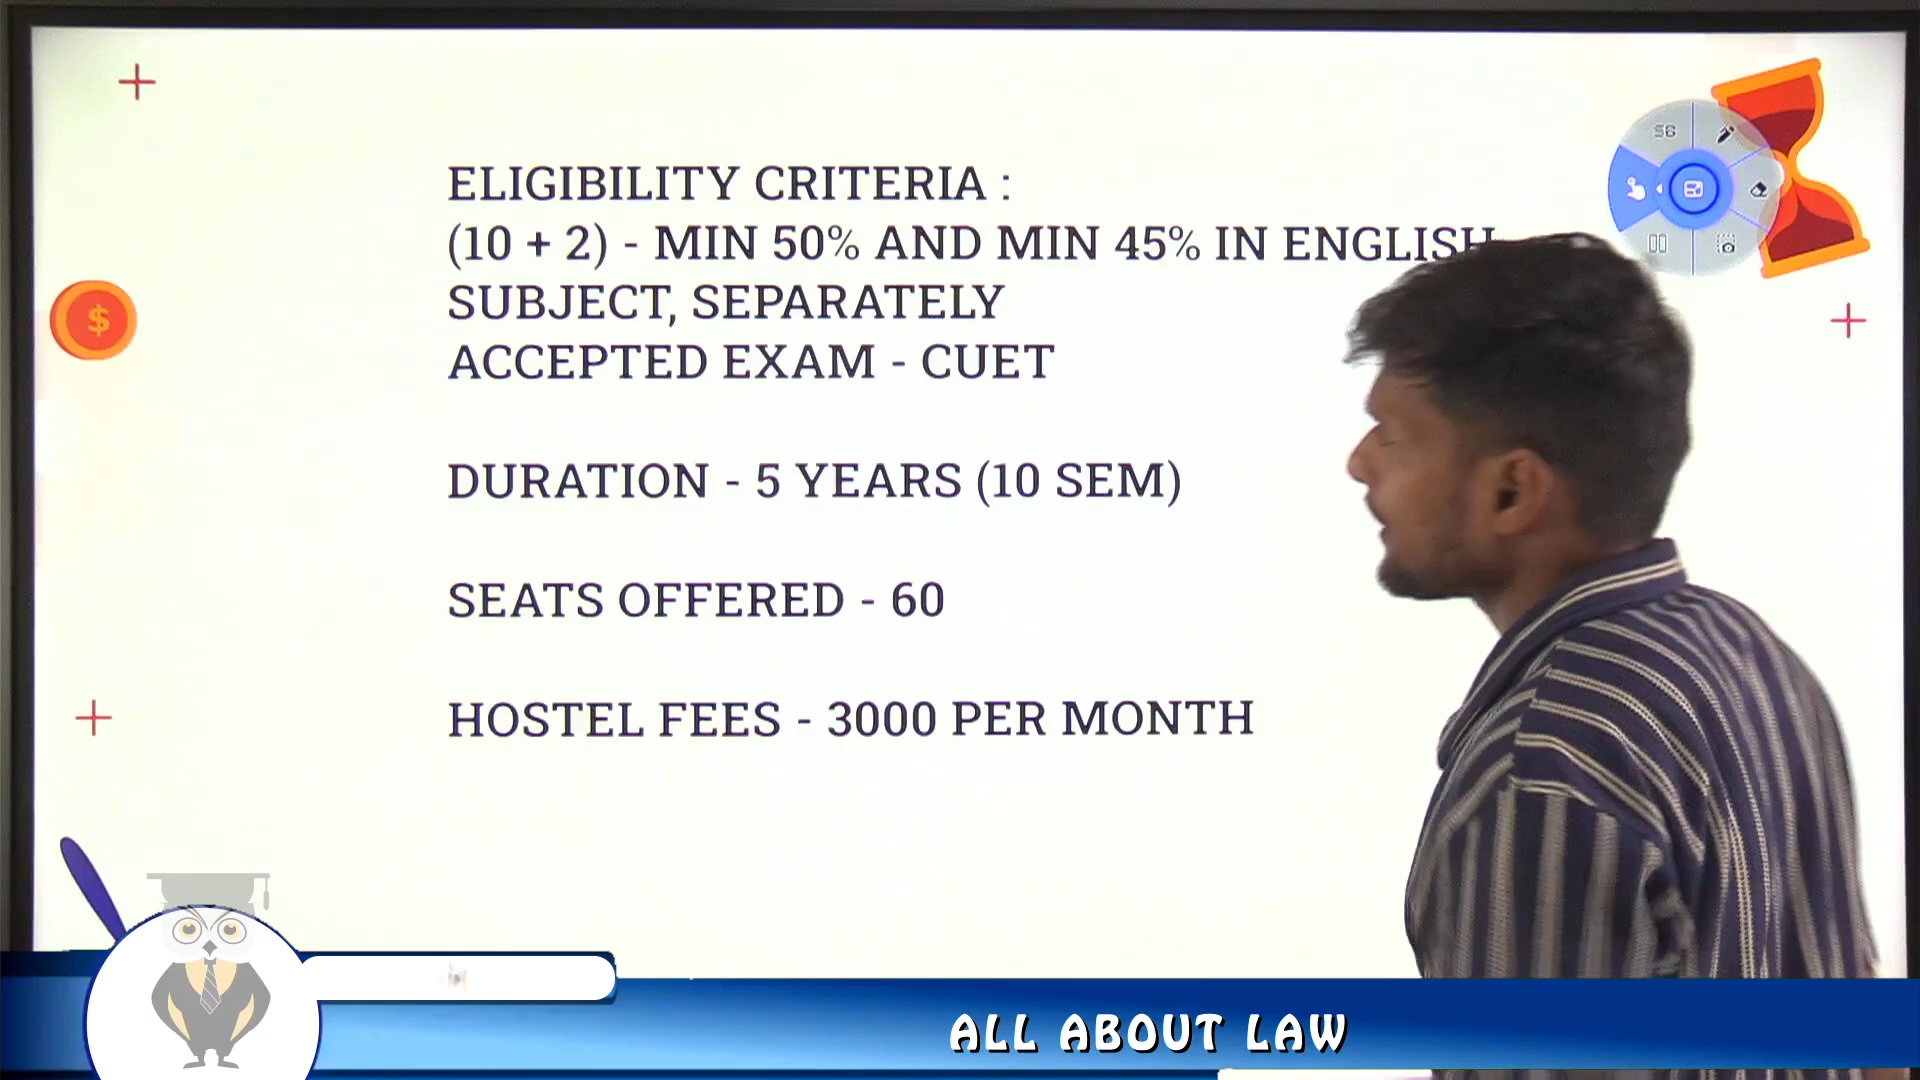 ELIGIBILITY CRITERIA :
(10 + 2) - MIN 50% AND MIN 45% IN ENGLISH
SUBJECT, SEPARATELY
ACCEPTED EXAM - CUET
DURATION - 5 YEARS (10 SEM)
SEATS OFFERED - 60
HOSTEL FEES - 3000 PER MONTH
$
ALL ABOUT LAW